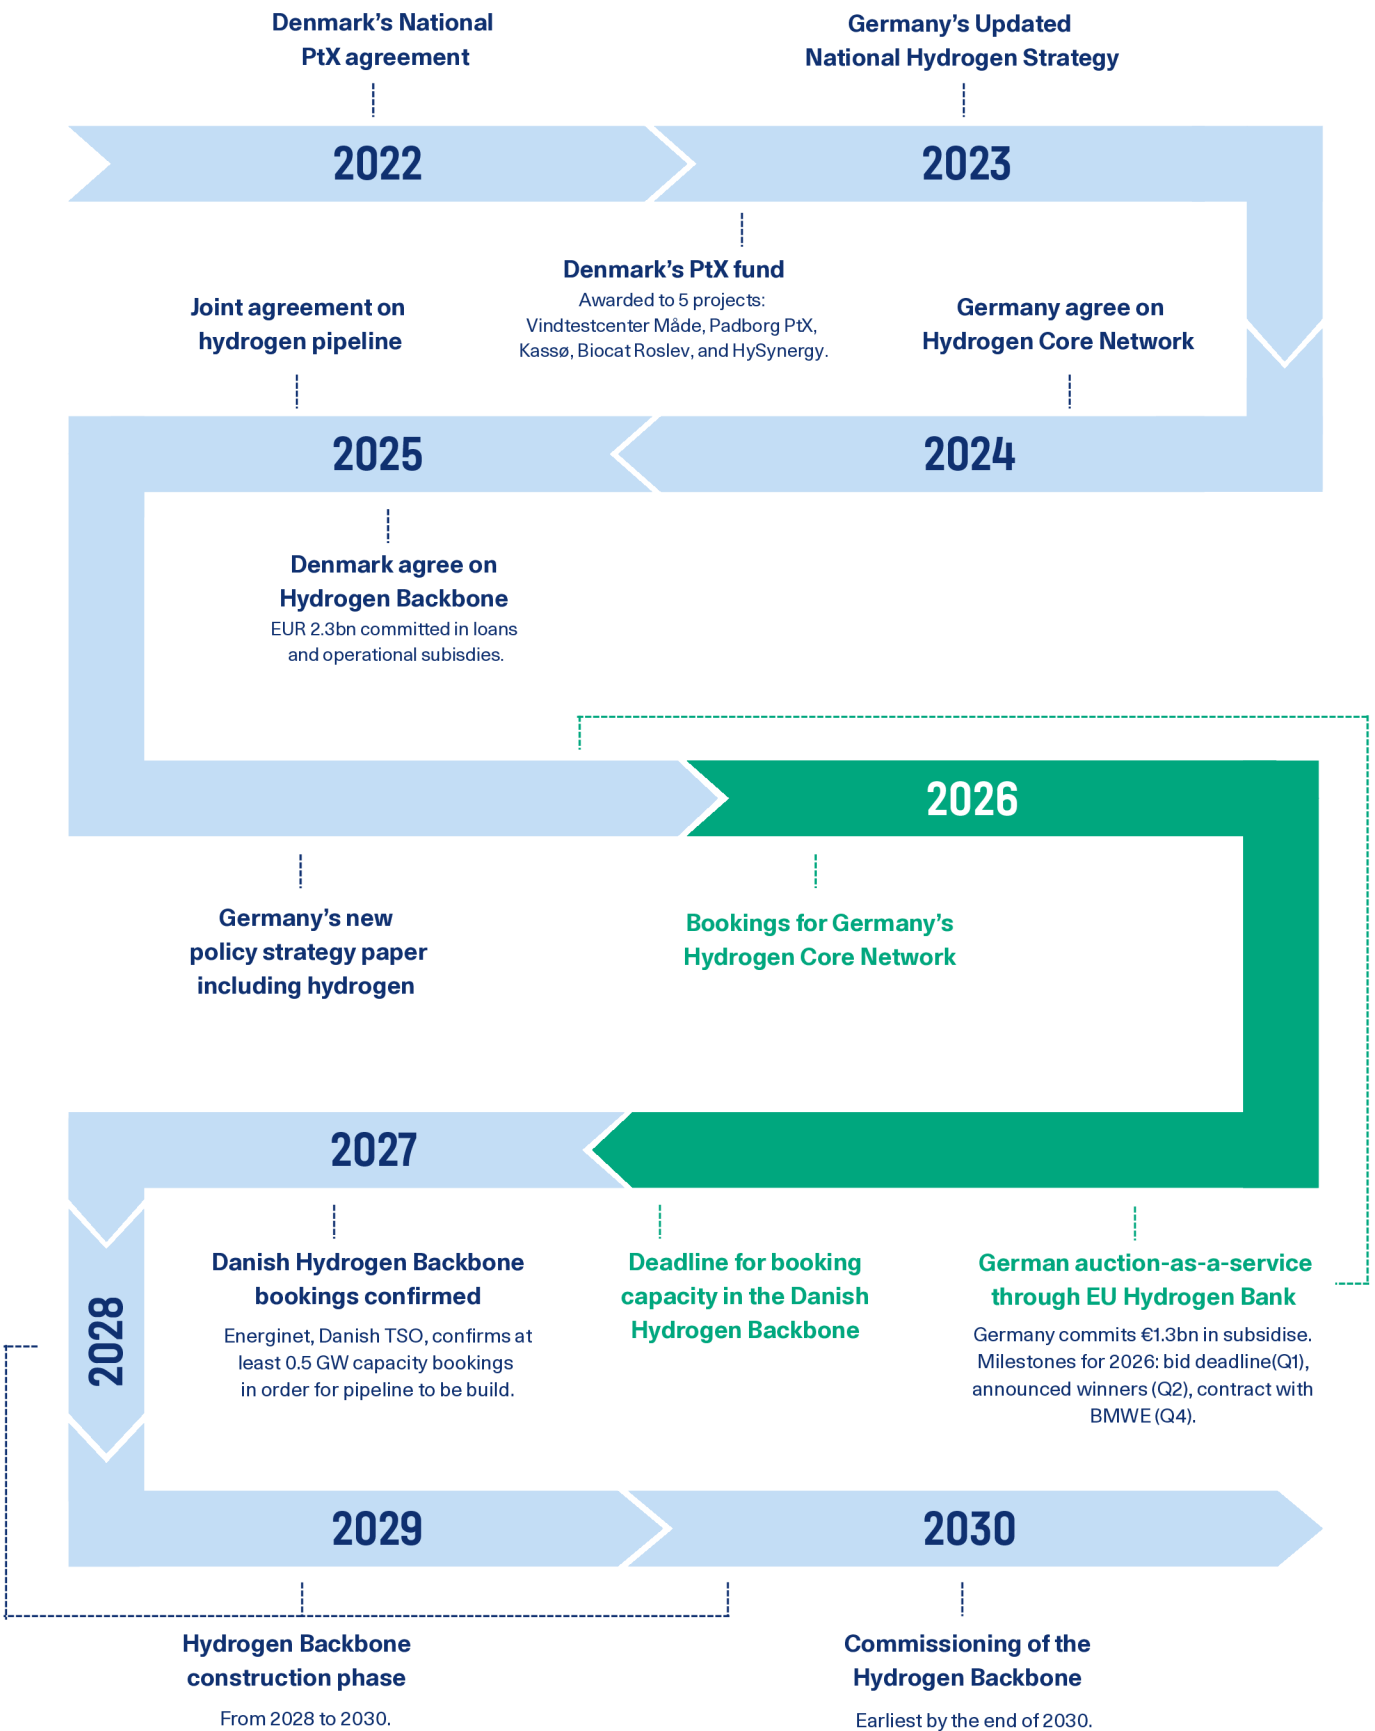 Denmark's National
PtX agreement
Germany's Updated
National Hydrogen Strategy
2022
2023
Denmark's PtX fund
Awarded to 5 projects:
Vindtestcenter Måde, Padborg PtX,
Kassø, Biocat Roslev, and HySynergy.
Joint agreement on
hydrogen pipeline
Germany agree on
Hydrogen Core Network
2025
2024
Denmark agree on
Hydrogen Backbone
EUR 2.3bn committed in loans
and operational subisdies.
2026
Germany's new
policy strategy paper
including hydrogen
Bookings for Germany's
Hydrogen Core Network
2027
Danish Hydrogen Backbone
bookings confirmed
Energinet, Danish TSO, confirms at
least 0.5 GW capacity bookings
in order for pipeline to be build.
Deadline for booking
capacity in the Danish
Hydrogen Backbone
German auction-as-a-service
through EU Hydrogen Bank
Germany commits €1.3bn in subsidise.
Milestones for 2026: bid deadline(Q1),
announced winners (Q2), contract with
BMWE (Q4).
2028
2029
2030
Hydrogen Backbone
construction phase
From 2028 to 2030.
Commissioning of the
Hydrogen Backbone
Earliest by the end of 2030.